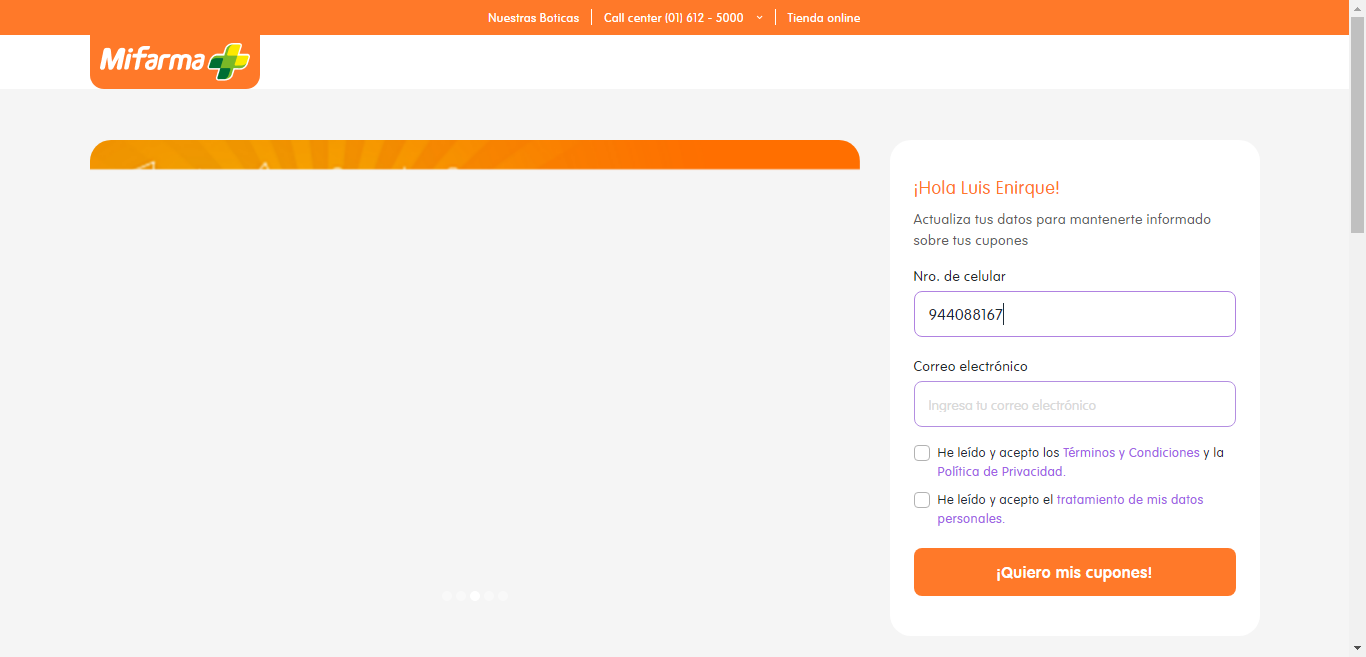 Nuestras Boticas
Call center (01) 612 - 5000
Tienda online
Mifarma
¡Hola Luis Enirque!
Actualiza tus datos para mantenerte informado
sobre tus cupones
Nro. de celular
944088167
Correo electrónico
Ingresa tu correo electrónico
He leído y acepto los Términos y Condiciones y la
Política de Privacidad.
He leído y acepto el tratamiento de mis datos
personales.
¡Quiero mis cupones!